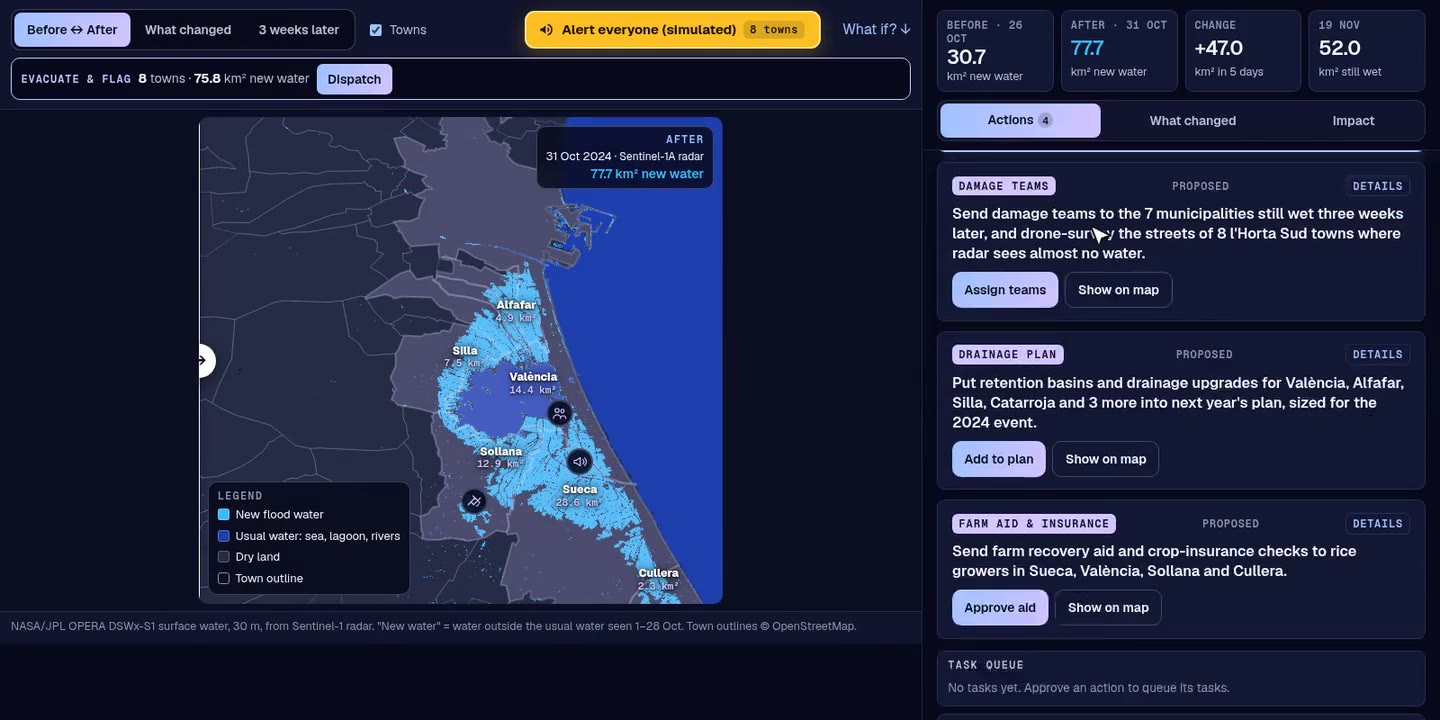 Before ↔ After
What changed
3 weeks later
Towns
Alert everyone (simulated) 8 towns
What if? ↓
EVACUATE & FLAG 8 towns · 75.8 km² new water Dispatch
AFTER
31 Oct 2024 · Sentinel-1A radar
77.7 km² new water
Alfafar
4.9 km²
Silla
7.5 km²
València
14.4 km²
Sollana
12.9 km²
Sueca
28.6 km²
Cullera
2.3 km²
LEGEND
New flood water
Usual water: sea, lagoon, rivers
Dry land
Town outline
NASA/JPL OPERA DSWx-S1 surface water, 30 m, from Sentinel-1 radar. "New water" = water outside the usual water seen 1–28 Oct. Town outlines © OpenStreetMap.
BEFORE · 26
OCT
30.7
km² new water
AFTER · 31 OCT
77.7
km² new water
CHANGE
+47.0
km² in 5 days
19 NOV
52.0
km² still wet
Actions 4
What changed
Impact
DAMAGE TEAMS PROPOSED DETAILS
Send damage teams to the 7 municipalities still wet three weeks
later, and drone-survey the streets of 8 l'Horta Sud towns where
radar sees almost no water.
Assign teams Show on map
DRAINAGE PLAN PROPOSED DETAILS
Put retention basins and drainage upgrades for València, Alfafar,
Silla, Catarroja and 3 more into next year's plan, sized for the
2024 event.
Add to plan Show on map
FARM AID & INSURANCE PROPOSED DETAILS
Send farm recovery aid and crop-insurance checks to rice
growers in Sueca, València, Sollana and Cullera.
Approve aid Show on map
TASK QUEUE
No tasks yet. Approve an action to queue its tasks.